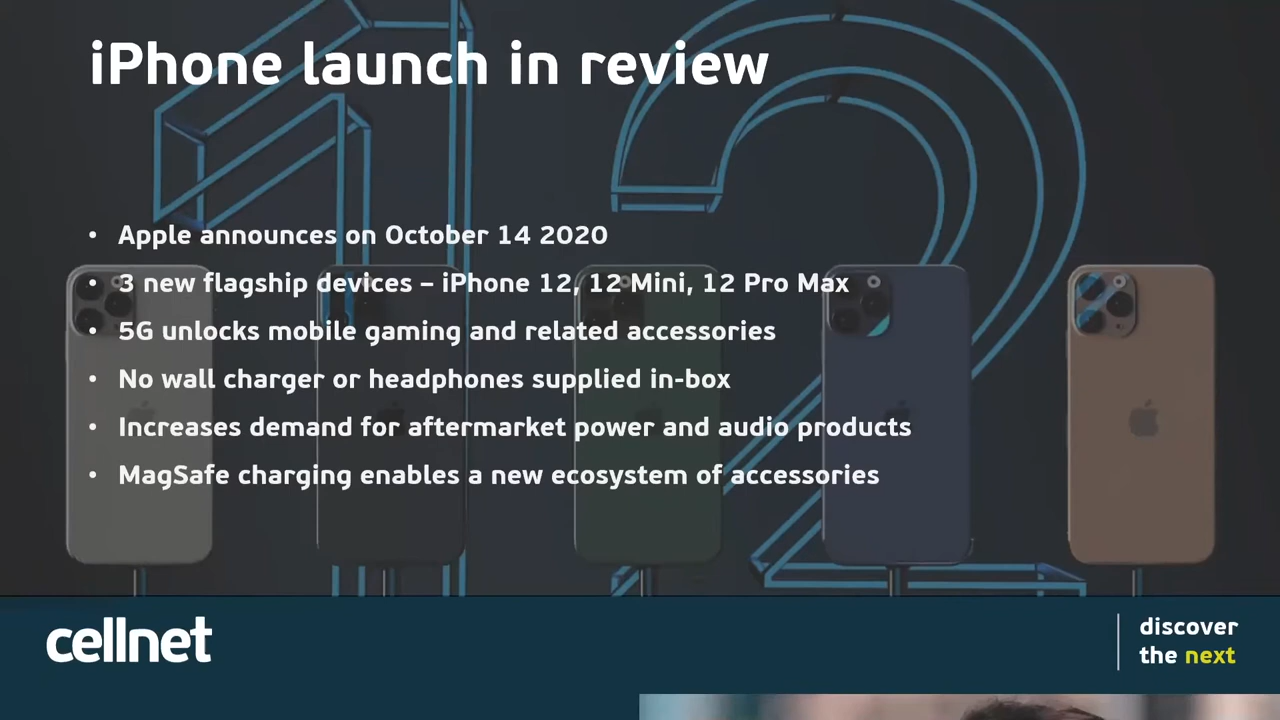 iPhone launch in review
• Apple announces on October 14 2020
• 3 new flagship devices – iPhone 12, 12 Mini, 12 Pro Max
• 5G unlocks mobile gaming and related accessories
• No wall charger or headphones supplied in-box
• Increases demand for aftermarket power and audio products
• MagSafe charging enables a new ecosystem of accessories
cellnet
discover
the next